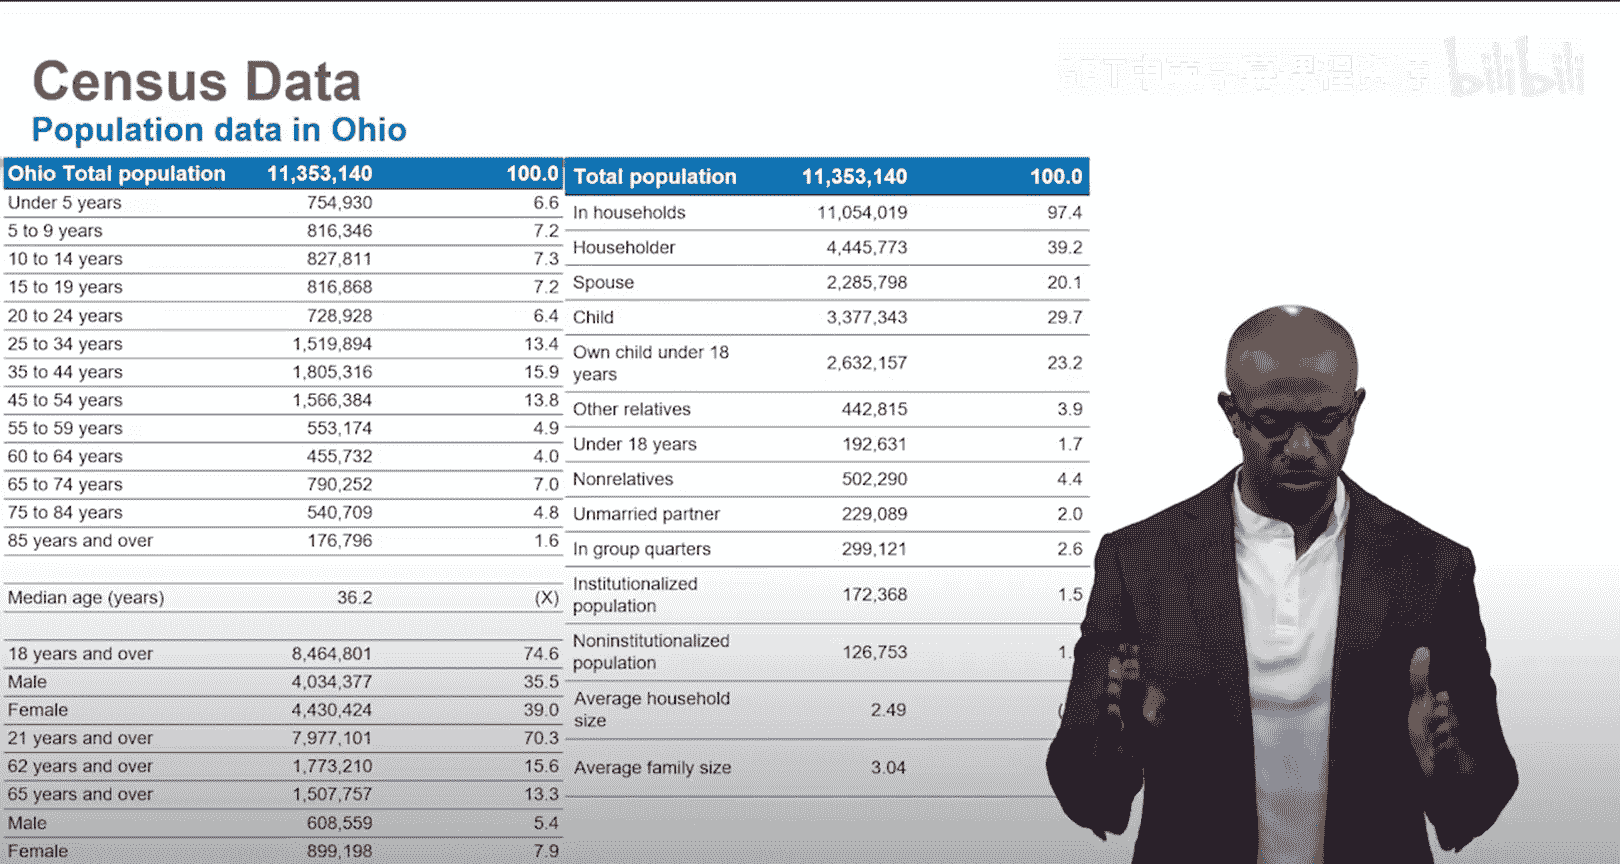 Census Data
Population data in Ohio
Ohio Total population 11,353,140 100.0
Under 5 years 754,930 6.6
5 to 9 years 816,346 7.2
10 to 14 years 827,811 7.3
15 to 19 years 816,868 7.2
20 to 24 years 728,928 6.4
25 to 34 years 1,519,894 13.4
35 to 44 years 1,805,316 15.9
45 to 54 years 1,566,384 13.8
55 to 59 years 553,174 4.9
60 to 64 years 455,732 4.0
65 to 74 years 790,252 7.0
75 to 84 years 540,709 4.8
85 years and over 176,796 1.6
Median age (years) 36.2 (X)
18 years and over 8,464,801 74.6
Male 4,034,377 35.5
Female 4,430,424 39.0
21 years and over 7,977,101 70.3
62 years and over 1,773,210 15.6
65 years and over 1,507,757 13.3
Male 608,559 5.4
Female 899,198 7.9
Total population 11,353,140 100.0
In households 11,054,019 97.4
Householder 4,445,773 39.2
Spouse 2,285,798 20.1
Child 3,377,343 29.7
Own child under 18
years 2,632,157 23.2
Other relatives 442,815 3.9
Under 18 years 192,631 1.7
Nonrelatives 502,290 4.4
Unmarried partner 229,089 2.0
In group quarters 299,121 2.6
Institutionalized
population 172,368 1.5
Noninstitutionalized
population 126,753 1.
Average household
size 2.49 (
Average family size 3.04
bilibili